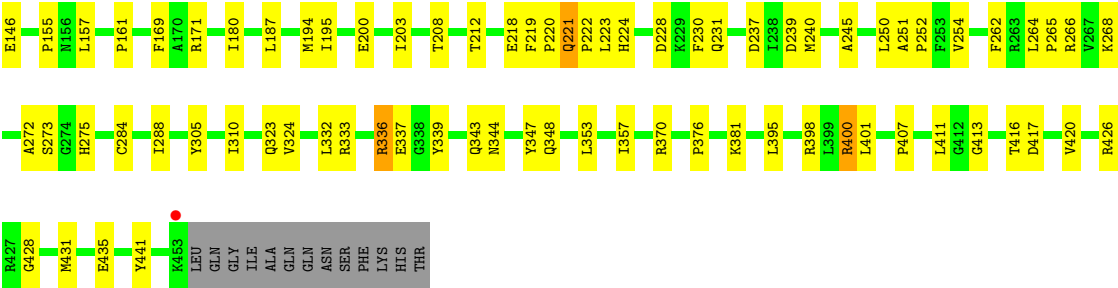 E146 P155 N156 L157 P161 F169 A170 R171 I180 L187 M194 I195 E200 I203 T208 T212 E218 F219 P220 Q221 P222 L223 H224 D228 K229 F230 Q231 D237 I238 D239 M240 A245 L250 A251 P252 F253 V254 F262 R263 L264 P265 R266 V267 K268
A272 S273 G274 H275 C284 I288 Y305 I310 Q323 V324 L332 R333 R336 E337 G338 Y339 Q343 N344 Y347 Q348 L353 I357 R370 P376 K381 L395 R398 L399 R400 L401 P407 L411 G412 G413 T416 D417 V420 R426
R427 G428 M431 E435 Y441 K453 LEU GLN GLY ILE ALA GLN GLN ASN SER PHE LYS HIS THR